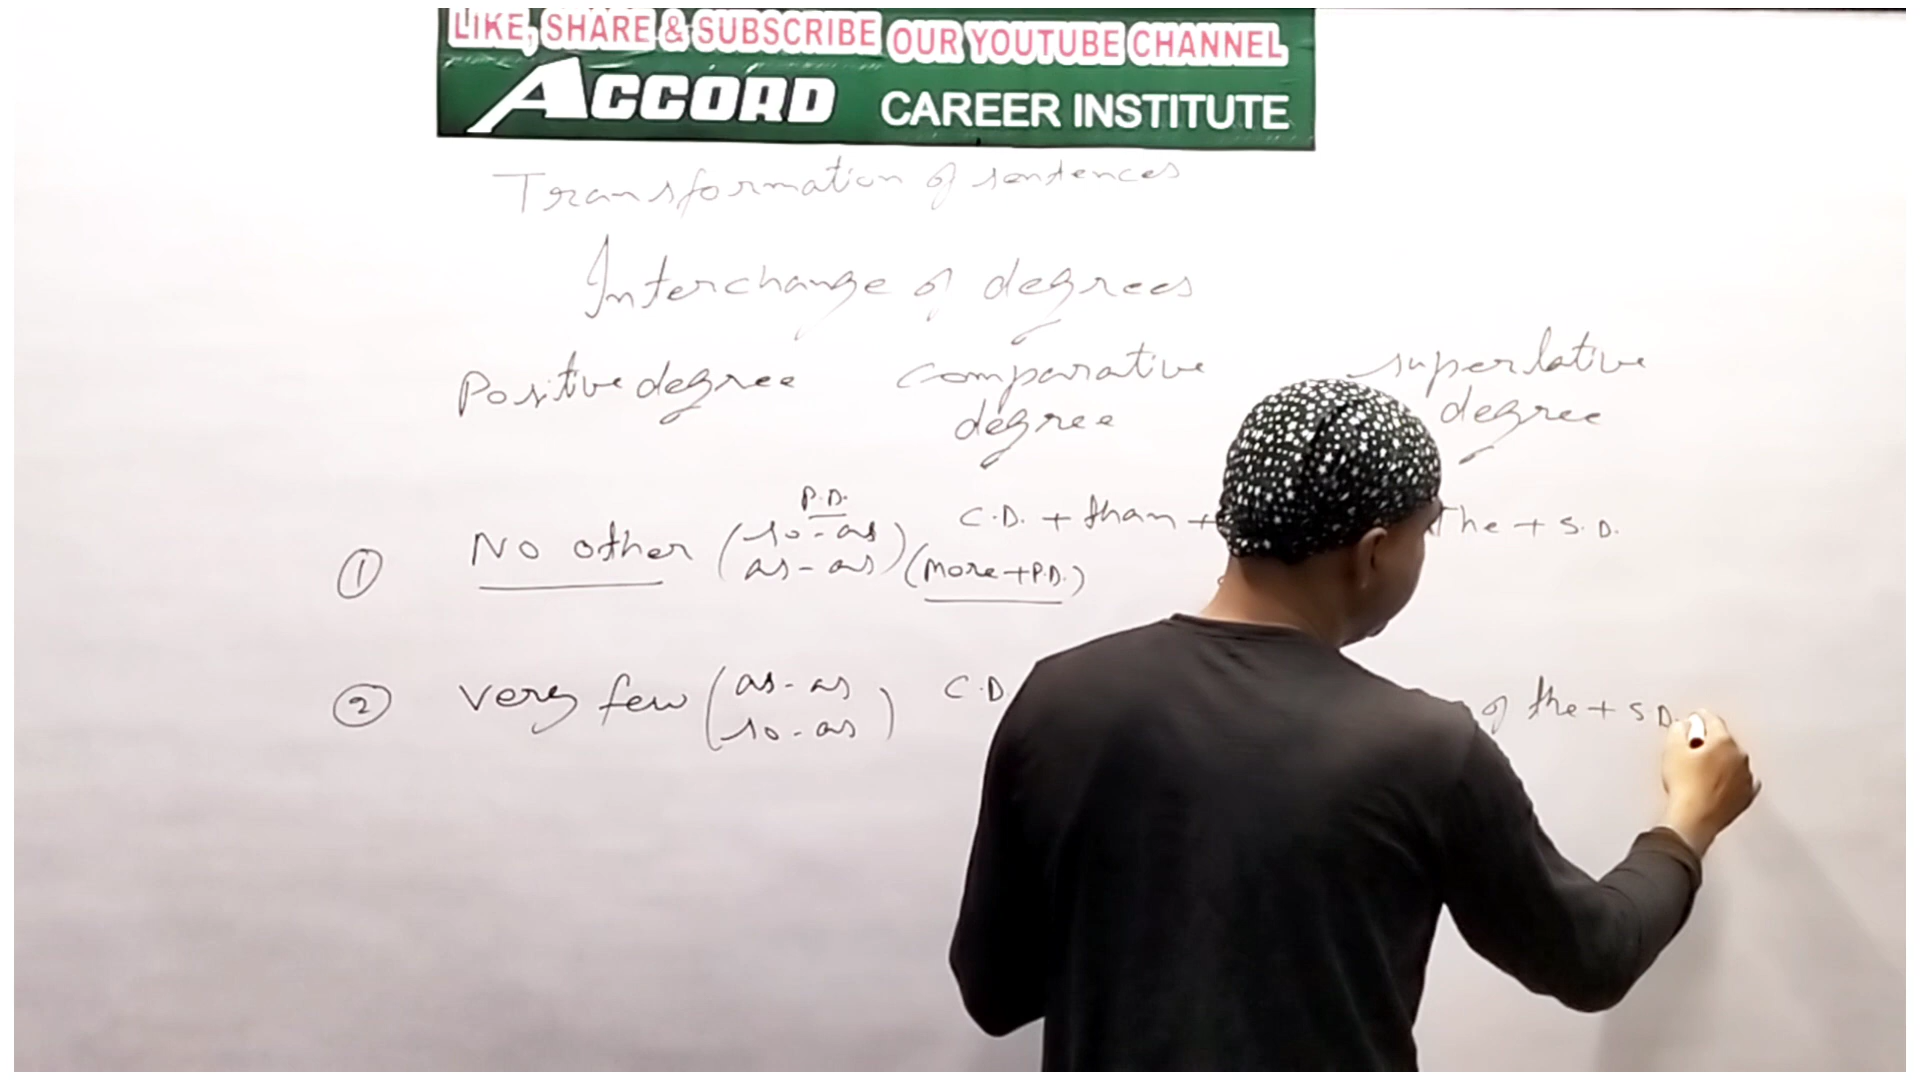 LIKE, SHARE & SUBSCRIBE OUR YOUTUBE CHANNEL
ACCORD CAREER INSTITUTE
Transformation of sentences
Interchange of degrees
Positive degree
comparative
degree
superlative
degree
P.D.
① No other (so-as
as-as)
C.D. + than +
(more+P.D.)
The + S.D.
② Very few (as-as
so-as)
C.D.
of the + S.D.